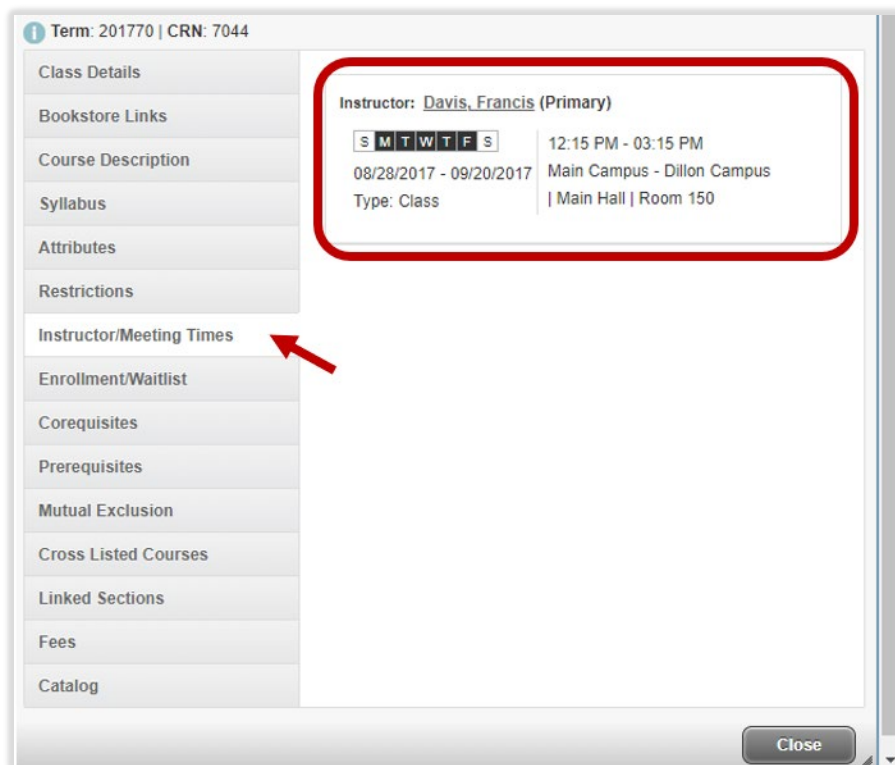 Term: 201770 | CRN: 7044
Class Details
Bookstore Links
Course Description
Syllabus
Attributes
Restrictions
Instructor/Meeting Times
Enrollment/Waitlist
Corequisites
Prerequisites
Mutual Exclusion
Cross Listed Courses
Linked Sections
Fees
Catalog
Instructor: Davis, Francis (Primary)
S M T W T F S
08/28/2017 - 09/20/2017
Type: Class
12:15 PM - 03:15 PM
Main Campus - Dillon Campus
| Main Hall | Room 150
Close